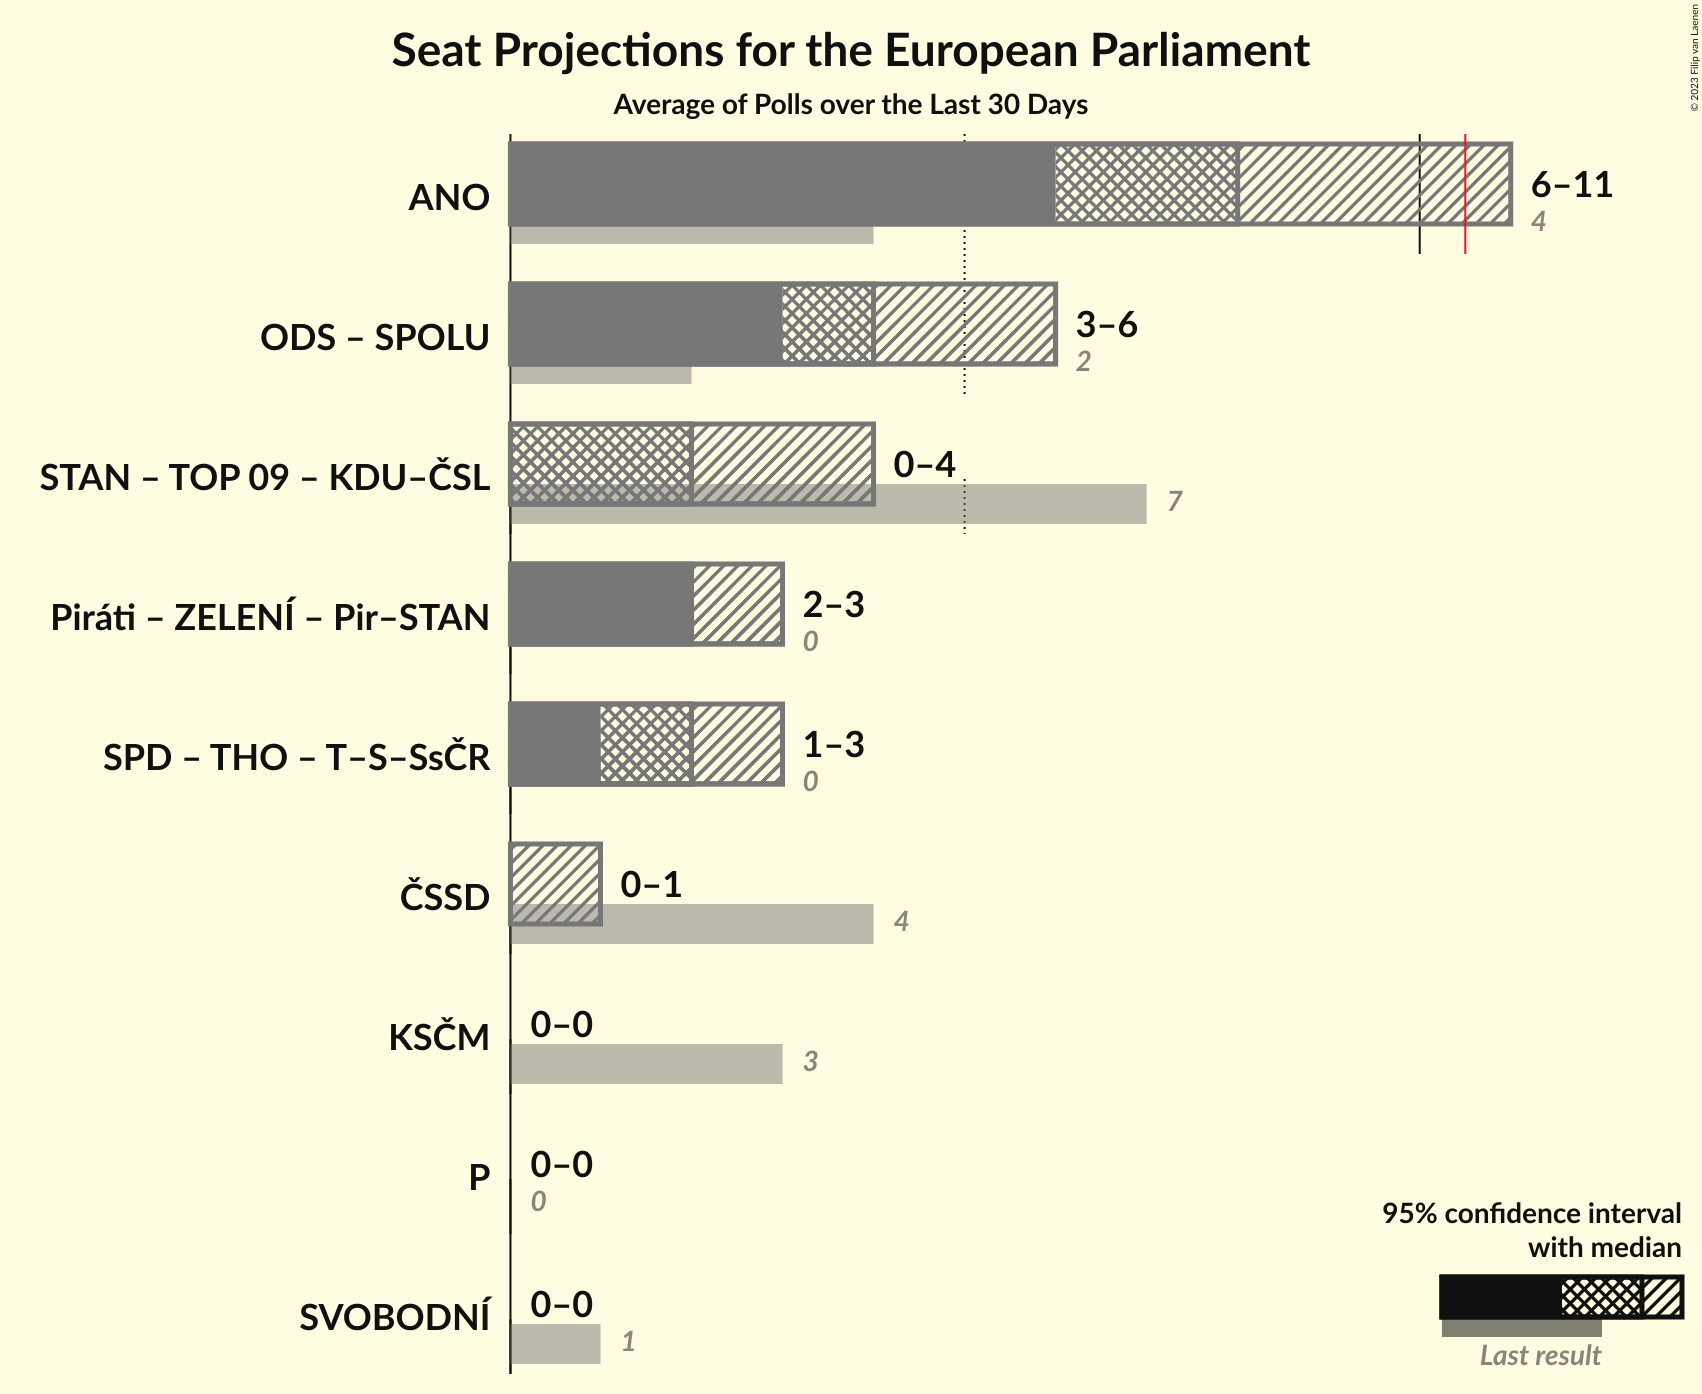 Seat Projections for the European Parliament
Average of Polls over the Last 30 Days
© 2023 Filip van Laenen
ANO
6–11
4
ODS – SPOLU
3–6
2
STAN – TOP 09 – KDU–ČSL
0–4
7
Piráti – ZELENÍ – Pir–STAN
2–3
0
SPD – THO – T–S–SsČR
1–3
0
ČSSD
0–1
4
KSČM
0–0
3
P
0–0
0
SVOBODNÍ
0–0
1
95% confidence interval
with median
Last result